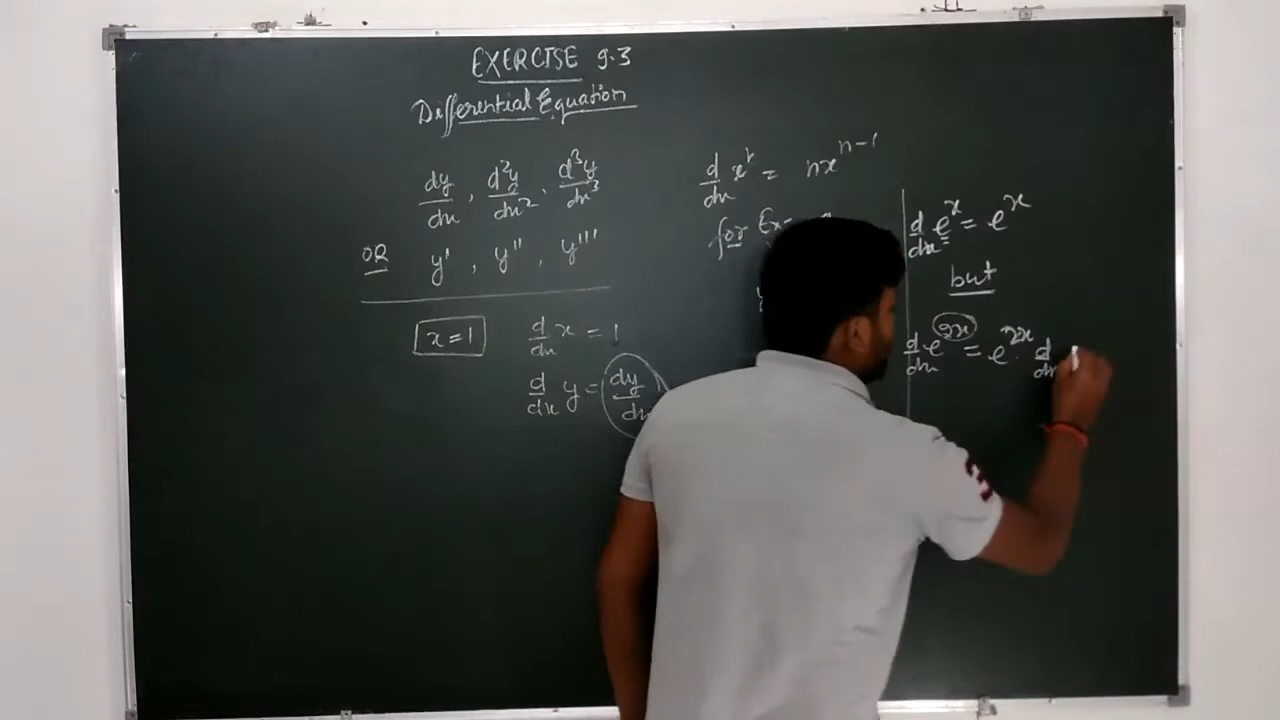 EXERCISE 9.3
Differential Equation
dy/dx , d²y/dx² , d³y/dx³
OR y' , y'' , y'''
x = 1 d/dx x = 1
d/dx y = dy/dx
d/dx xⁿ = nxⁿ⁻¹
for Ex-
d/dx eˣ = eˣ
but
d/dx e²ˣ = e²ˣ · d/dx